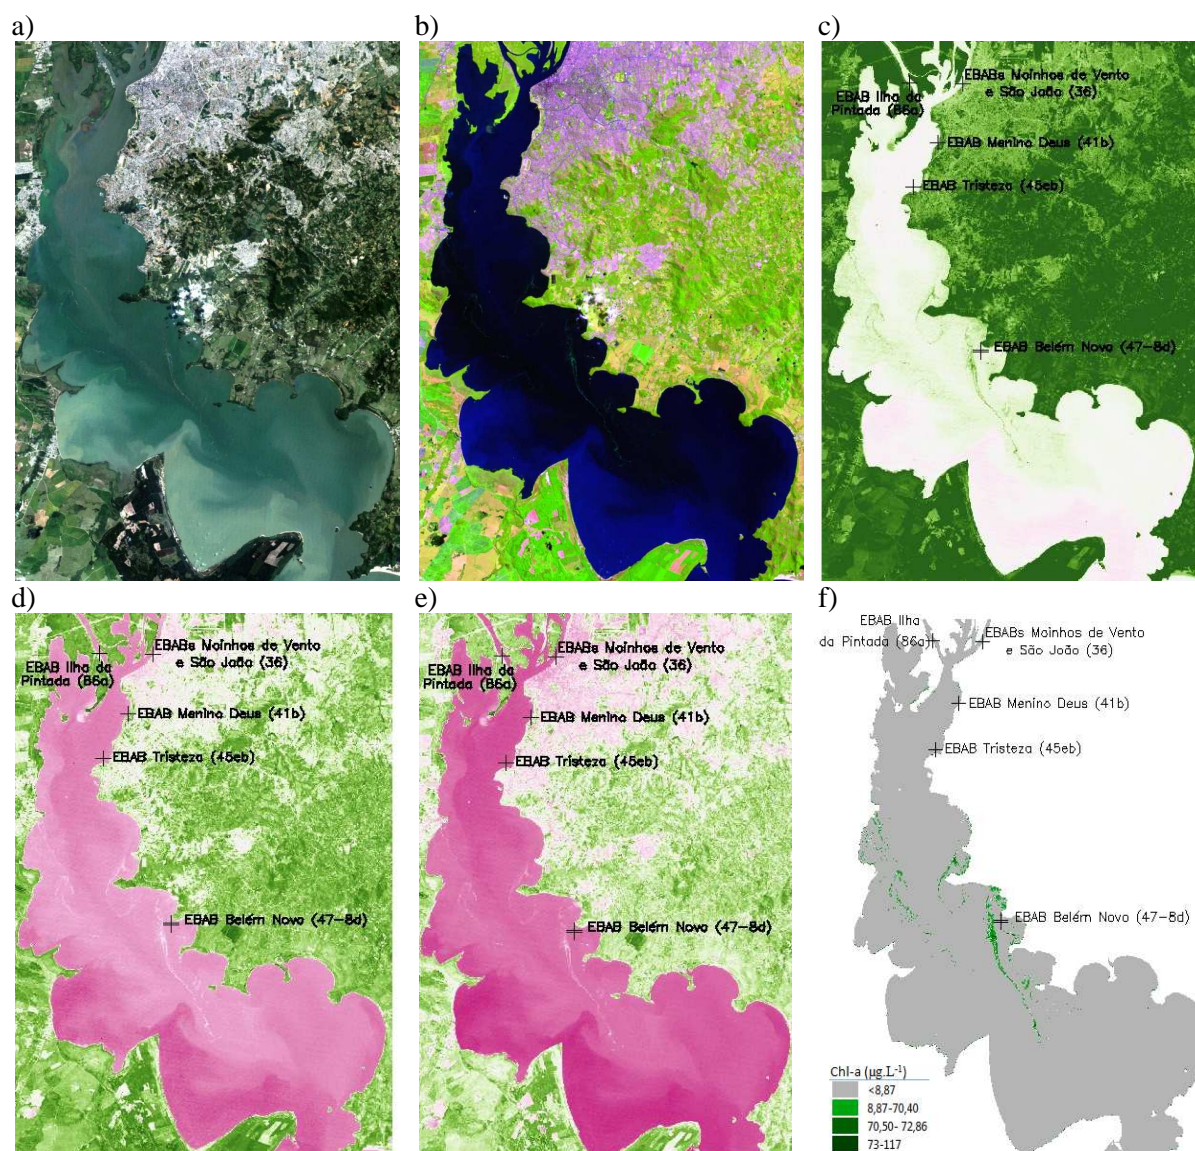 a)
b)
c)
EBABs Moinhos de Vento
e São Jaão (36)
EBAB Ilha da
Pintada (86a)
EBAB Menino Deus (41b)
EBAB Tristeza (45eb)
EBAB Belém Novo (47-8d)
d)
e)
f)
EBABs Moinhos de Vento
e São Jaão (36)
EBAB Ilha da
Pintada (86a)
EBAB Menino Deus (41b)
EBAB Tristeza (45eb)
EBAB Belém Novo (47-8d)
EBABs Moinhos de Vento
e São Jaão (36)
EBAB Ilha da
Pintada (86a)
EBAB Menino Deus (41b)
EBAB Tristeza (45eb)
EBAB Belém Novo (47-8d)
EBAB Ilha
da Pintada (86a)
EBABs Moinhos de Vento
e São Jaão (36)
EBAB Menino Deus (41b)
EBAB Tristeza (45eb)
EBAB Belém Novo (47-8d)
Chl-a (µg.L-1)
<8,87
8,87-70,40
70,50- 72,86
73-117